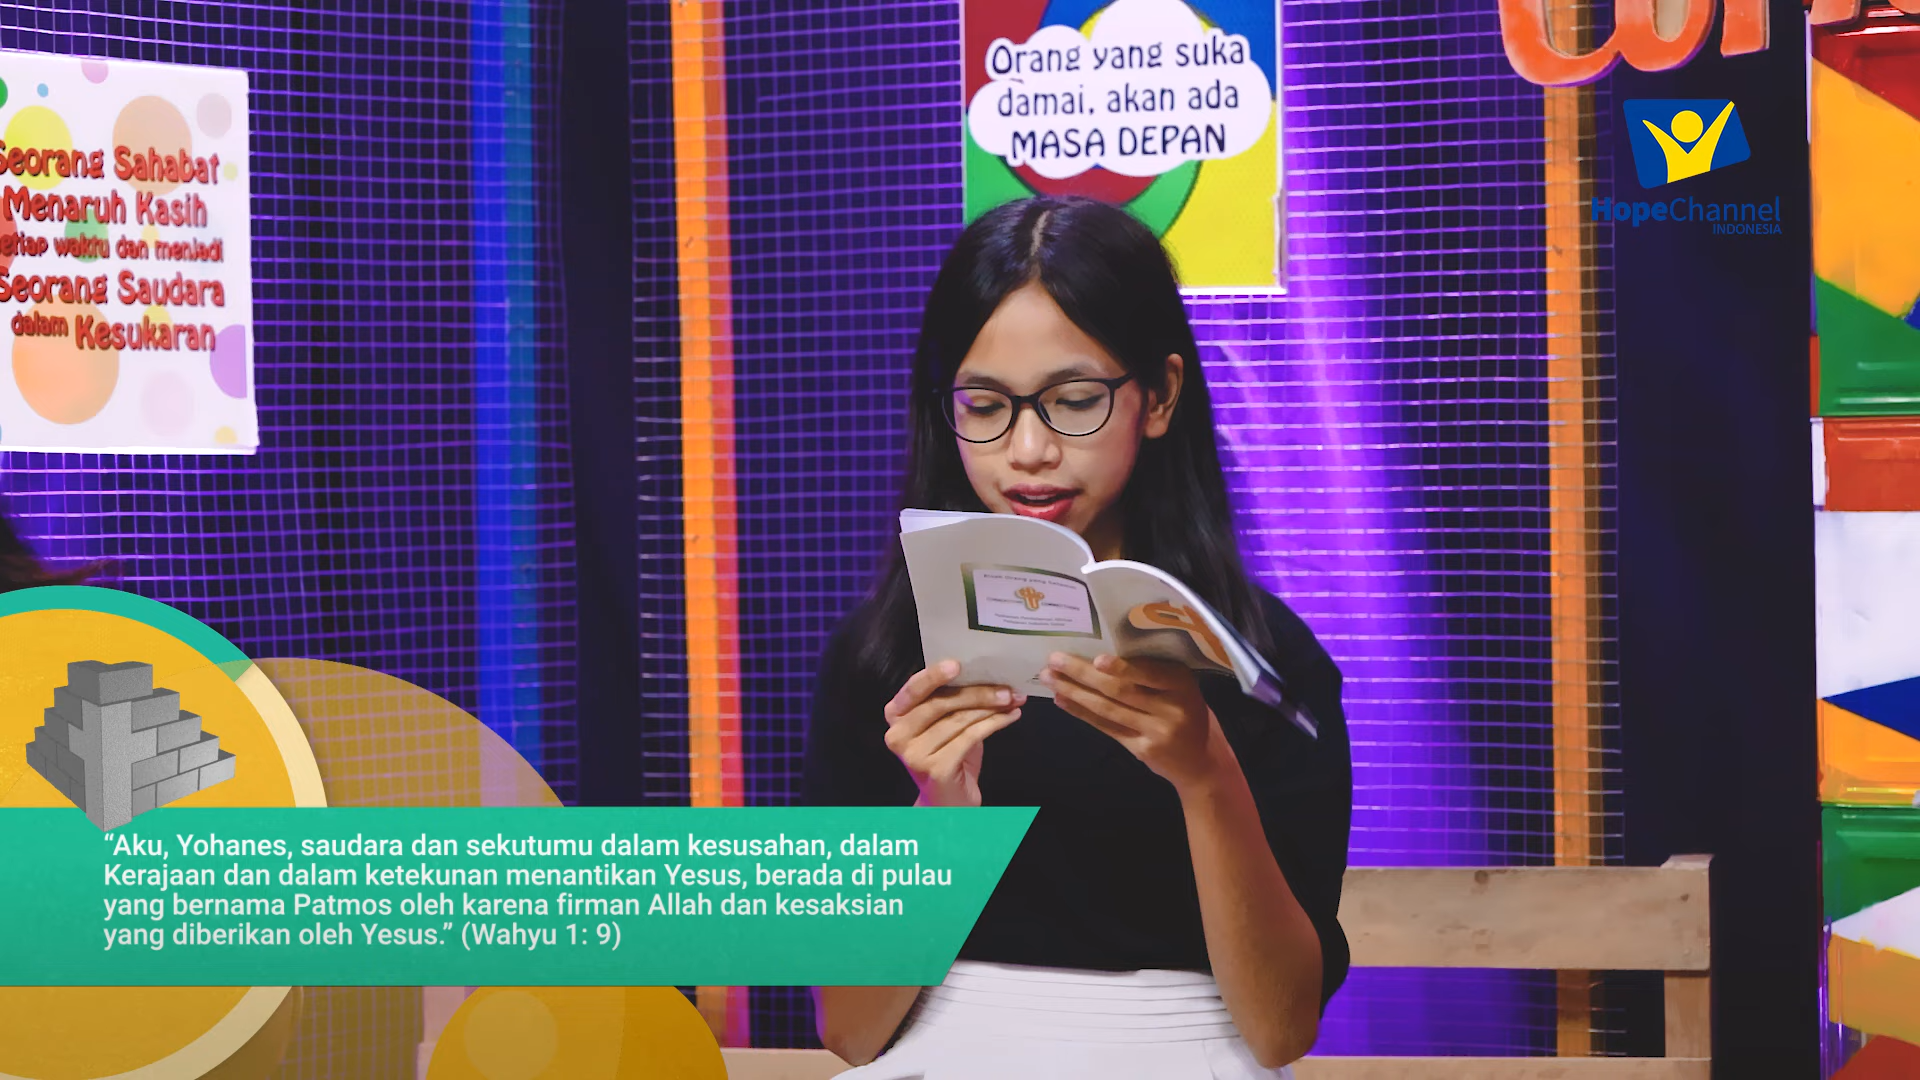 Orang yang suka
damai, akan ada
MASA DEPAN
Seorang Sahabat
Menaruh Kasih
setiap waktu dan menjadi
Seorang Saudara
dalam Kesukaran
HopeChannel
INDONESIA
“Aku, Yohanes, saudara dan sekutumu dalam kesusahan, dalam
Kerajaan dan dalam ketekunan menantikan Yesus, berada di pulau
yang bernama Patmos oleh karena firman Allah dan kesaksian
yang diberikan oleh Yesus.” (Wahyu 1: 9)